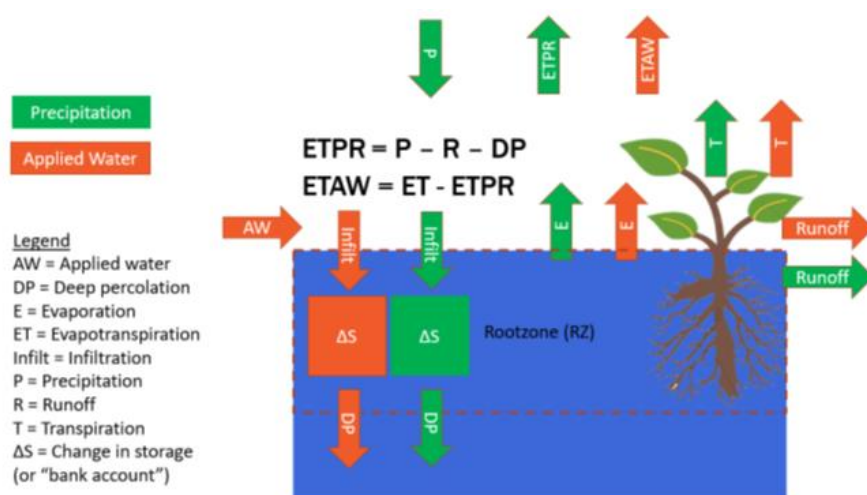 P
ETPR
ETAW
Precipitation
Applied Water
T
T
ETPR = P – R – DP
ETAW = ET - ETPR
AW
Infilt
Infilt
E
E
Runoff
Runoff
Legend
AW = Applied water
DP = Deep percolation
E = Evaporation
ET = Evapotranspiration
Infilt = Infiltration
P = Precipitation
R = Runoff
T = Transpiration
ΔS = Change in storage
(or “bank account”)
ΔS
ΔS
Rootzone (RZ)
DP
DP